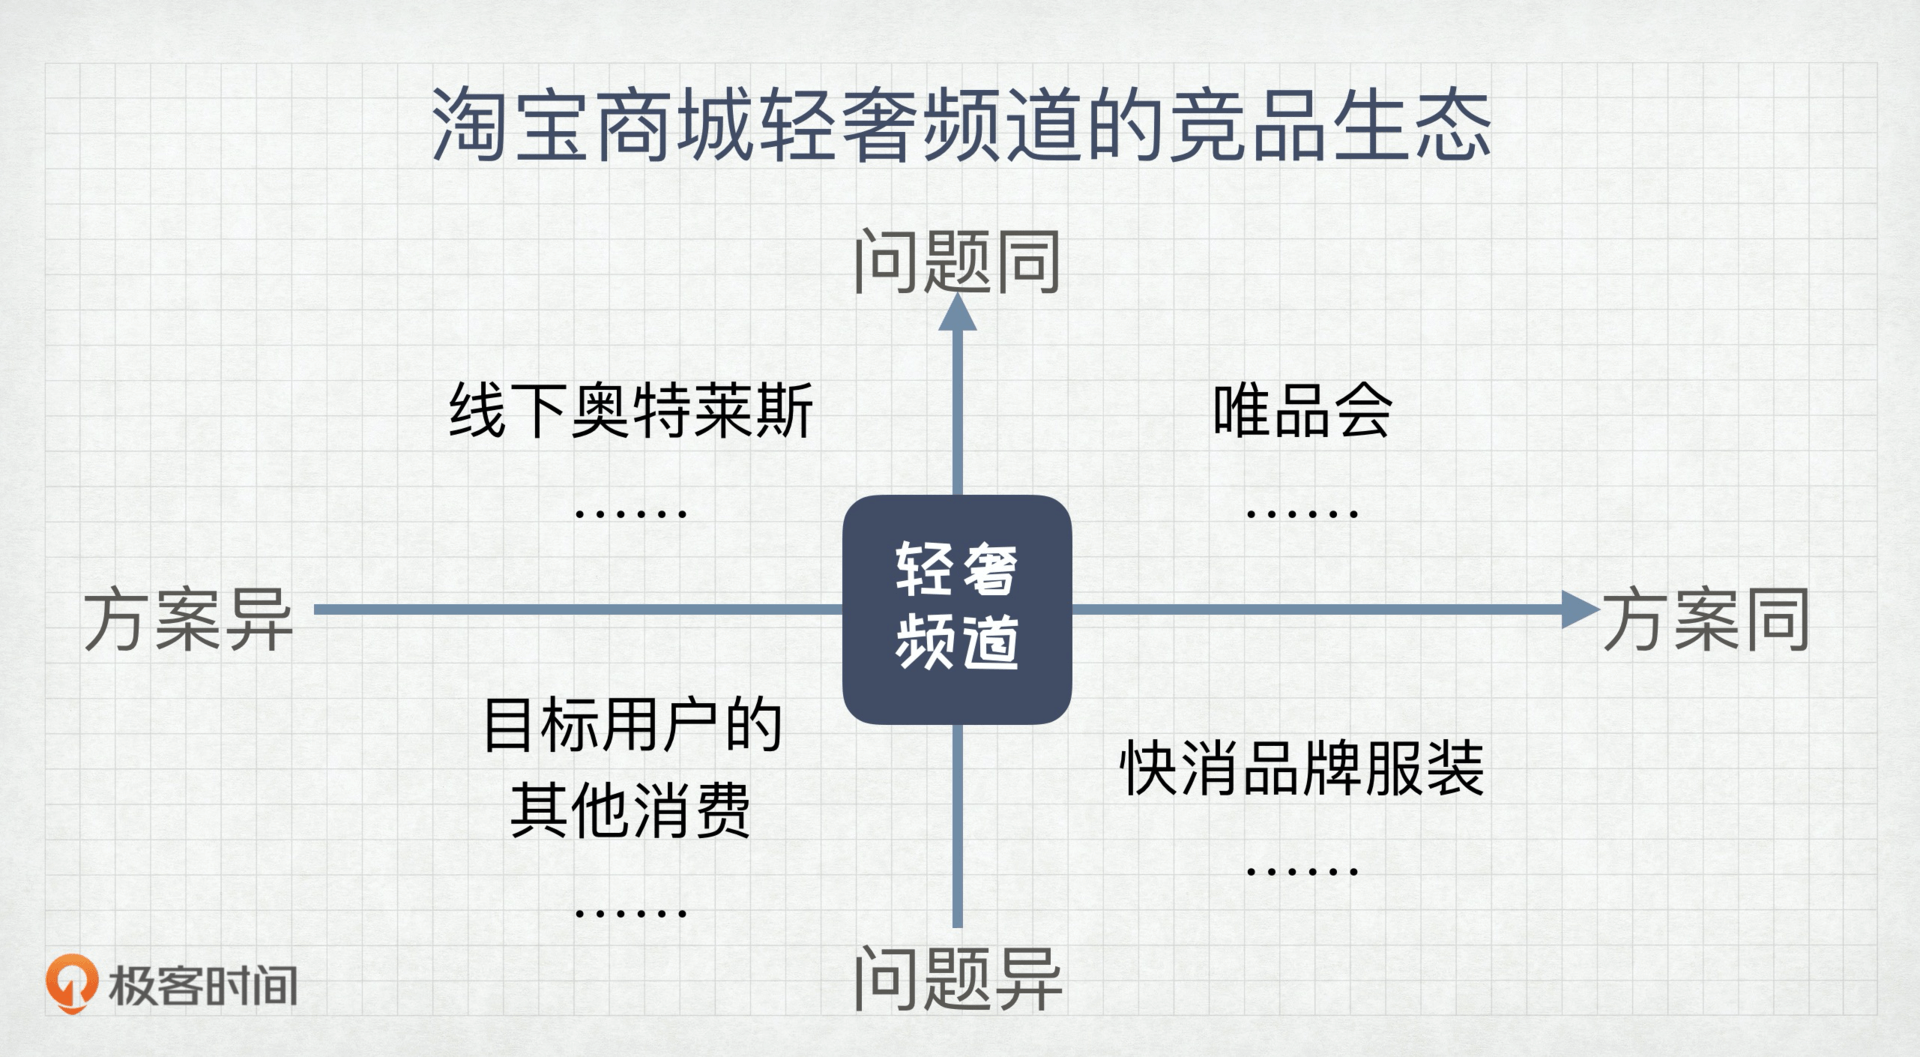 淘宝商城轻奢频道的竞品生态
问题同
线下奥特莱斯
……
唯品会
……
方案异
轻奢
频道
方案同
目标用户的
其他消费
……
快消品牌服装
……
问题异
极客时间